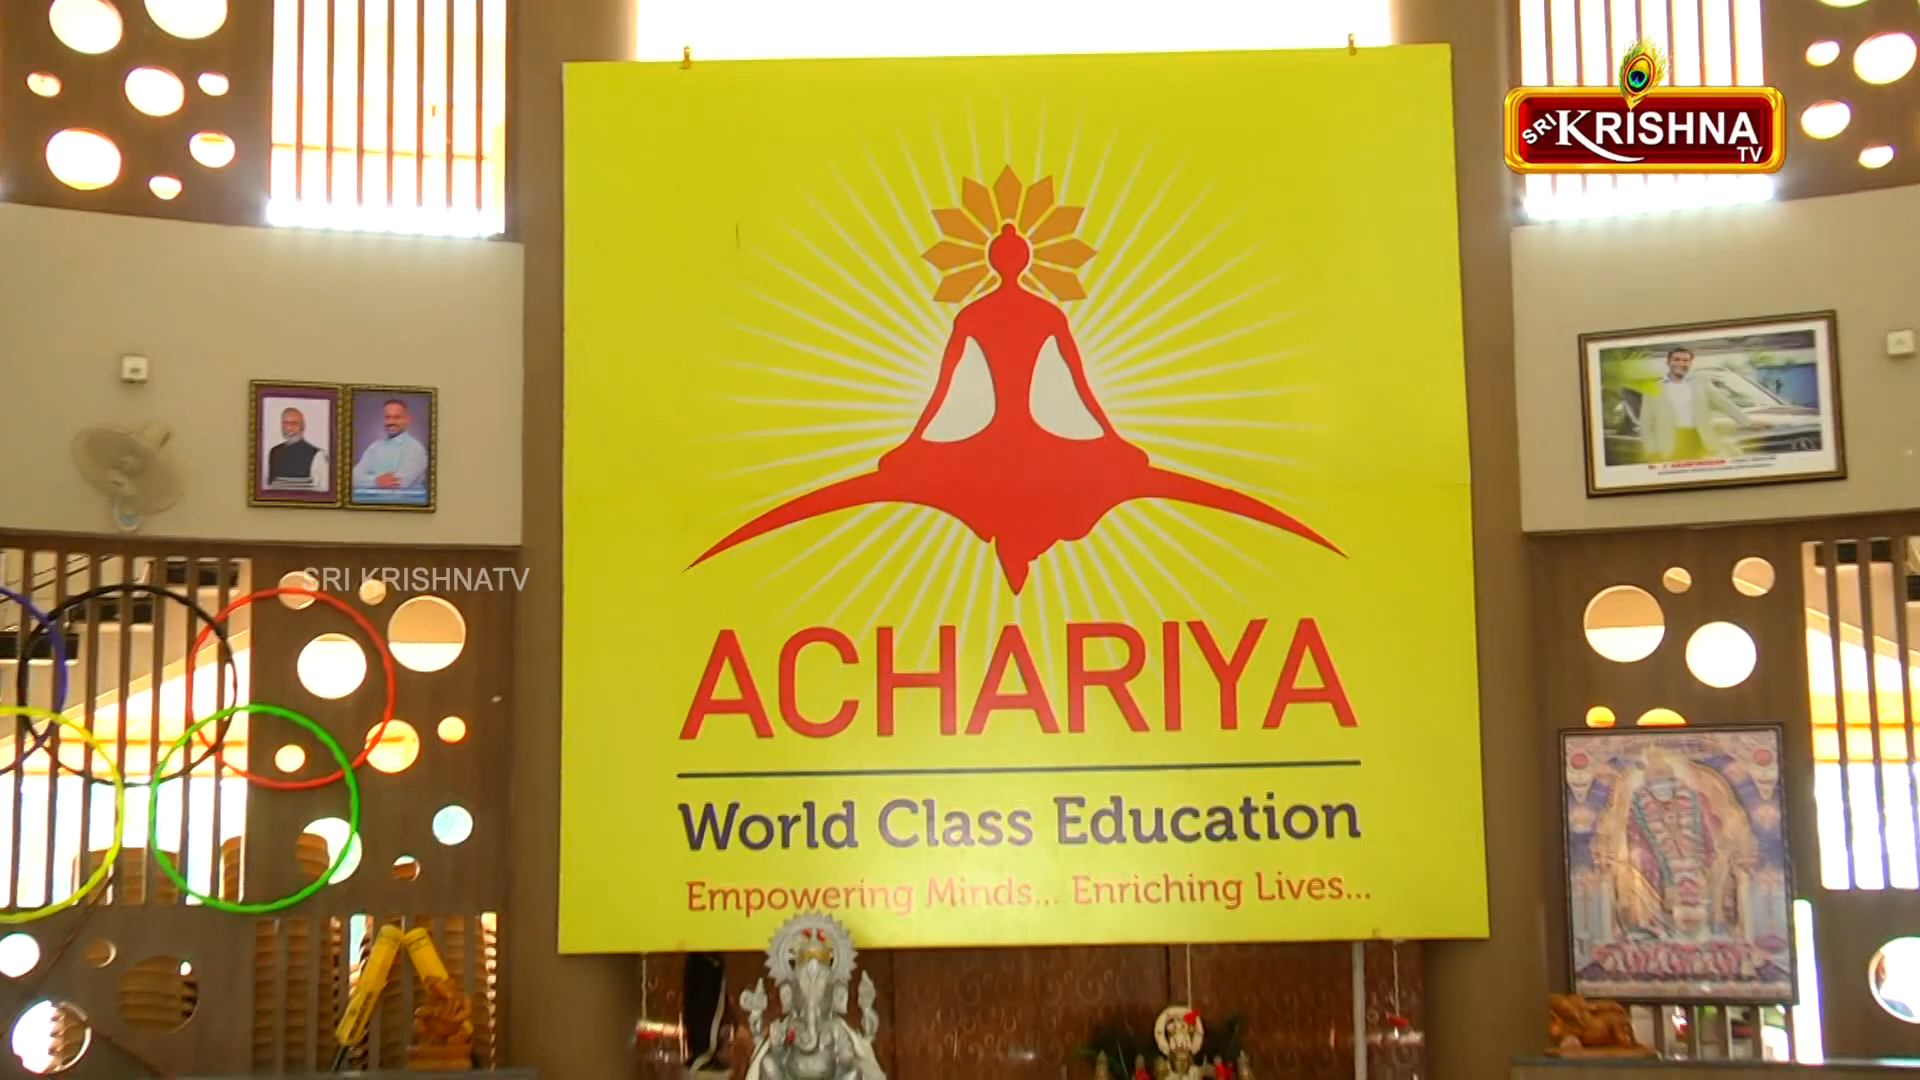 SRI KRISHNA
TV
SRI KRISHNATV
ACHARIYA
World Class Education
Empowering Minds... Enriching Lives...